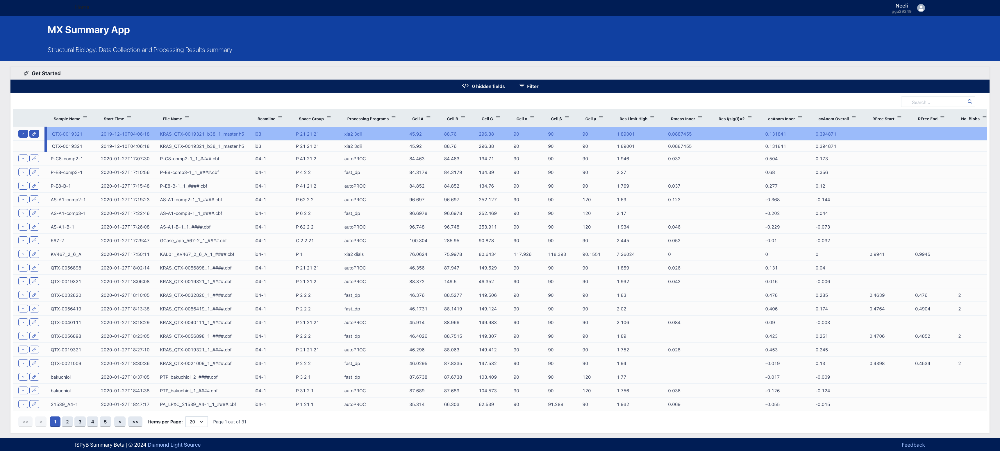 Home
Neeli
ggu29249
MX Summary App
Structural Biology: Data Collection and Processing Results summary
Get Started
0 hidden fields Filter
Search...
Sample Name Start Time File Name Beamline Space Group Processing Programs Cell A Cell B Cell C Cell α Cell β Cell γ Res Limit High Rmeas Inner Res I/sig(I)=2 ccAnom Inner ccAnom Overall RFree Start RFree End No. Blobs
QTX-0019321 2019-12-10T04:06:18 KRAS_QTX-0019321_b38_1_master.h5 i03 P 21 21 21 xia2 3dii 45.92 88.76 296.38 90 90 90 1.89001 0.0887455 0.131841 0.394871
QTX-0019321 2019-12-10T04:06:18 KRAS_QTX-0019321_b38_1_master.h5 i03 P 21 21 21 xia2 3dii 45.92 88.76 296.38 90 90 90 1.89001 0.0887455 0.131841 0.394871
P-C8-comp2-1 2020-01-27T17:07:30 P-C8-comp2-1_1_####.cbf i04-1 P 41 21 2 autoPROC 84.463 84.463 134.71 90 90 90 1.946 0.032 0.504 0.173
P-E8-comp3-1 2020-01-27T17:10:56 P-E8-comp3-1_1_####.cbf i04-1 P 4 2 2 fast_dp 84.3179 84.3179 134.39 90 90 90 2.27 0.68 0.356
P-E8-B-1 2020-01-27T17:15:48 P-E8-B-1_1_####.cbf i04-1 P 41 21 2 autoPROC 84.852 84.852 134.76 90 90 90 1.769 0.037 0.277 0.12
AS-A1-comp2-1 2020-01-27T17:19:23 AS-A1-comp2-1_1_####.cbf i04-1 P 62 2 2 autoPROC 96.697 96.697 252.127 90 90 120 1.69 0.123 -0.368 -0.144
AS-A1-comp3-1 2020-01-27T17:22:46 AS-A1-comp3-1_1_####.cbf i04-1 P 6 2 2 fast_dp 96.6978 96.6978 252.469 90 90 120 2.17 -0.202 0.044
AS-A1-B-1 2020-01-27T17:26:08 AS-A1-B-1_1_####.cbf i04-1 P 62 2 2 autoPROC 96.748 96.748 253.911 90 90 120 1.934 0.046 -0.229 -0.073
567-2 2020-01-27T17:29:47 GCase_apo_567-2_1_####.cbf i04-1 C 2 2 21 autoPROC 100.304 285.95 90.878 90 90 90 2.445 0.052 -0.01 -0.032
KV467_2_6_A 2020-01-27T17:50:11 KAL01_KV467_2_6_A_1_####.cbf i04-1 P 1 xia2 dials 76.0624 75.9978 80.6434 117.926 118.393 90.1551 7.26024 0 0 0 0.9941 0.9945
QTX-0056898 2020-01-27T18:02:14 KRAS_QTX-0056898_1_####.cbf i04-1 P 21 21 21 autoPROC 46.356 87.947 149.529 90 90 90 1.859 0.026 0.131 0.04
QTX-0019321 2020-01-27T18:06:08 KRAS_QTX-0019321_1_####.cbf i04-1 P 21 21 2 autoPROC 88.372 149.5 46.352 90 90 90 1.992 0.042 0.016 -0.006
QTX-0032820 2020-01-27T18:10:05 KRAS_QTX-0032820_1_####.cbf i04-1 P 2 2 2 fast_dp 46.376 88.5277 149.506 90 90 90 1.83 0.478 0.285 0.4639 0.476 2
QTX-0056419 2020-01-27T18:13:38 KRAS_QTX-0056419_1_####.cbf i04-1 P 2 2 2 fast_dp 46.1731 88.1419 149.124 90 90 90 2.02 0.406 0.174 0.4764 0.4904 2
QTX-0040111 2020-01-27T18:18:29 KRAS_QTX-0040111_1_####.cbf i04-1 P 21 21 21 autoPROC 45.914 88.966 149.983 90 90 90 2.106 0.084 0.09 -0.003
QTX-0056898 2020-01-27T18:23:05 KRAS_QTX-0056898_1_####.cbf i04-1 P 2 2 2 fast_dp 46.4026 88.7515 149.307 90 90 90 1.89 0.423 0.251 0.4706 0.4852 2
QTX-0019321 2020-01-27T18:27:10 KRAS_QTX-0019321_1_####.cbf i04-1 P 21 21 21 autoPROC 46.296 88.063 149.412 90 90 90 1.752 0.028 0.453 0.245
QTX-0021009 2020-01-27T18:30:36 KRAS_QTX-0021009_1_####.cbf i04-1 P 2 2 2 fast_dp 46.0295 87.8335 147.532 90 90 90 1.94 -0.019 0.13 0.4398 0.4534 2
bakuchiol 2020-01-27T18:37:05 PTP_bakuchiol_2_####.cbf i04-1 P 3 2 1 fast_dp 87.6738 87.6738 103.409 90 90 120 1.77 -0.017 -0.009
bakuchiol 2020-01-27T18:41:38 PTP_bakuchiol_1_####.cbf i04-1 P 31 2 1 autoPROC 87.689 87.689 104.573 90 90 120 1.756 0.036 -0.126 -0.124
21539_A4-1 2020-01-27T18:47:17 PA_LPXC_21539_A4-1_1_####.cbf i04-1 P 1 21 1 autoPROC 35.314 66.303 62.539 90 91.288 90 1.932 0.069 -0.055 -0.015
<< < 1 2 3 4 5 > >> Items per Page: 20 Page 1 out of 31
ISPyB Summary Beta | © 2024 Diamond Light Source Feedback